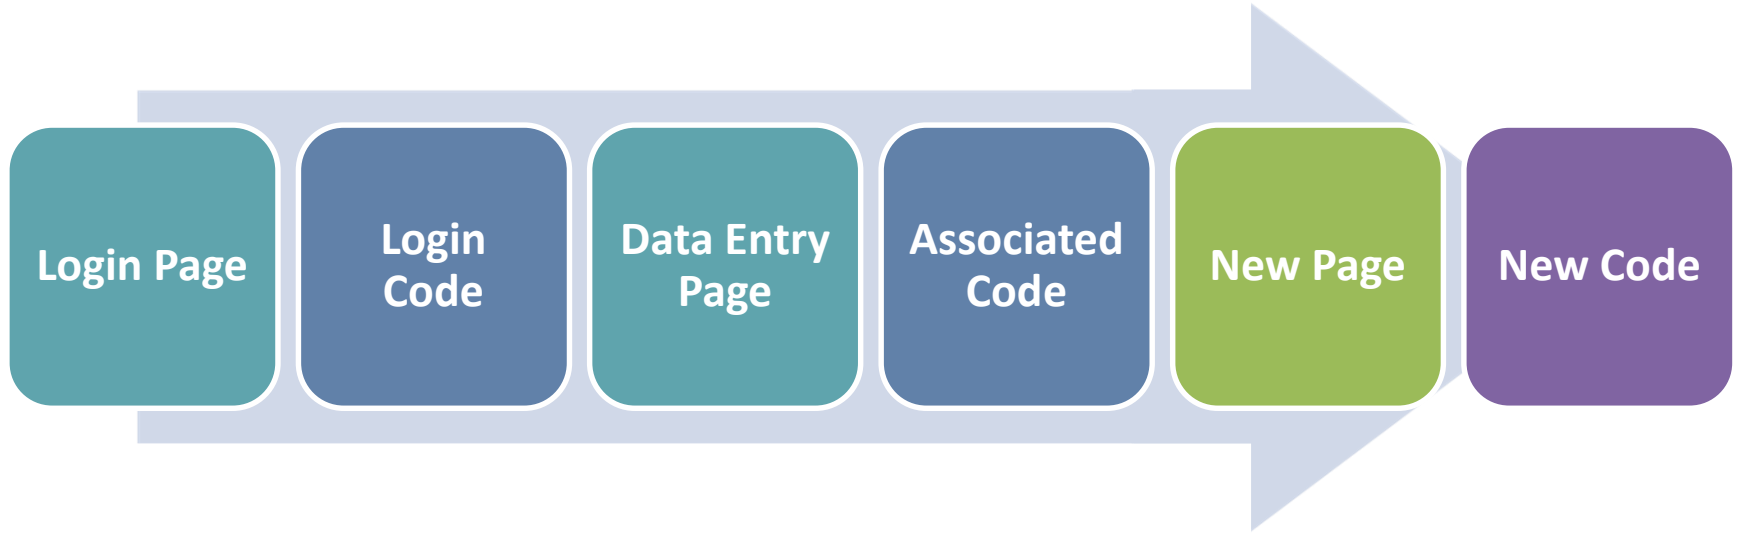 Login Page
Login
Code
Data Entry
Page
Associated
Code
New Page
New Code